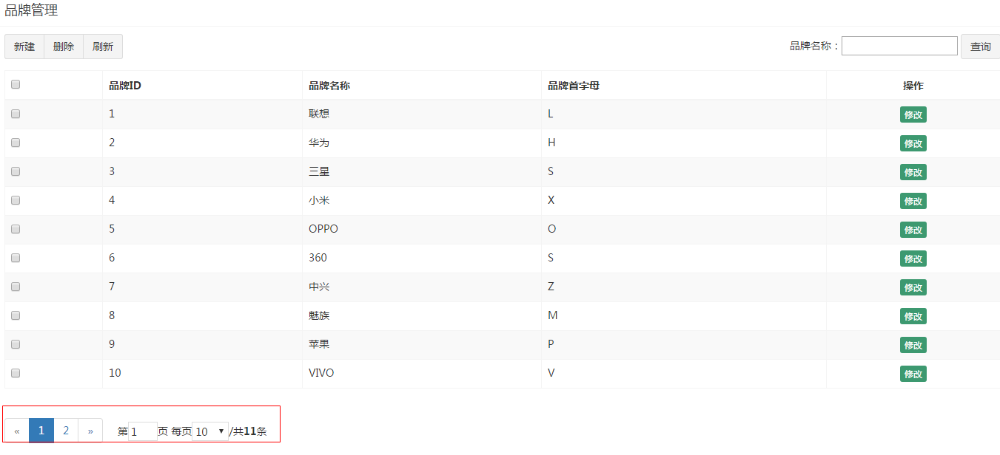 品牌管理
新建 删除 刷新 品牌名称： 查询
品牌ID 品牌名称 品牌首字母 操作
1 联想 L 修改
2 华为 H 修改
3 三星 S 修改
4 小米 X 修改
5 OPPO O 修改
6 360 S 修改
7 中兴 Z 修改
8 魅族 M 修改
9 苹果 P 修改
10 VIVO V 修改
« 1 2 » 第1页 每页10▼/共11条